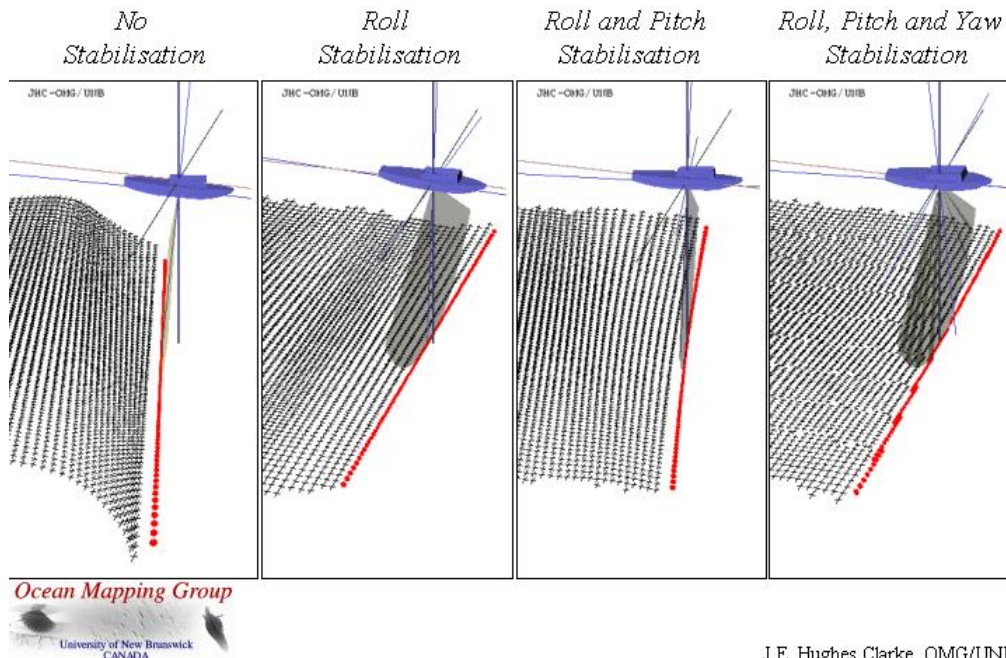 No
Stabilisation
Roll
Stabilisation
Roll and Pitch
Stabilisation
Roll, Pitch and Yaw
Stabilisation
JHC-OMG/UNB
JHC-OMG/UNB
JHC-OMG/UNB
JHC-OMG/UNB
Ocean Mapping Group
University of New Brunswick
CANADA
J.E. Hughes Clarke, OMG/UN